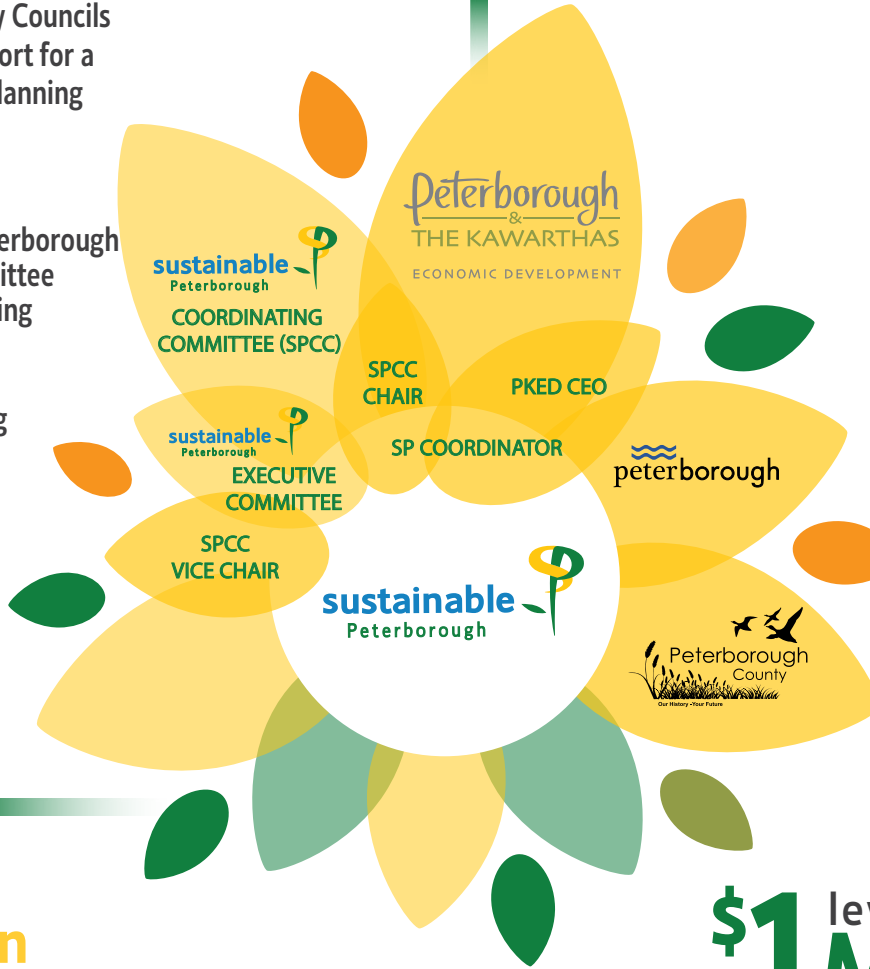 Councils
ort for a
lanning
erborough
ittee
ing
g
Peterborough
&
THE KAWARTHAS
ECONOMIC DEVELOPMENT
sustainable
Peterborough
COORDINATING
COMMITTEE (SPCC)
SPCC
CHAIR
PKED CEO
SP COORDINATOR
sustainable
Peterborough
EXECUTIVE
COMMITTEE
peterborough
SPCC
VICE CHAIR
sustainable
Peterborough
Peterborough
County
Our History - Your Future
n
$1
lev